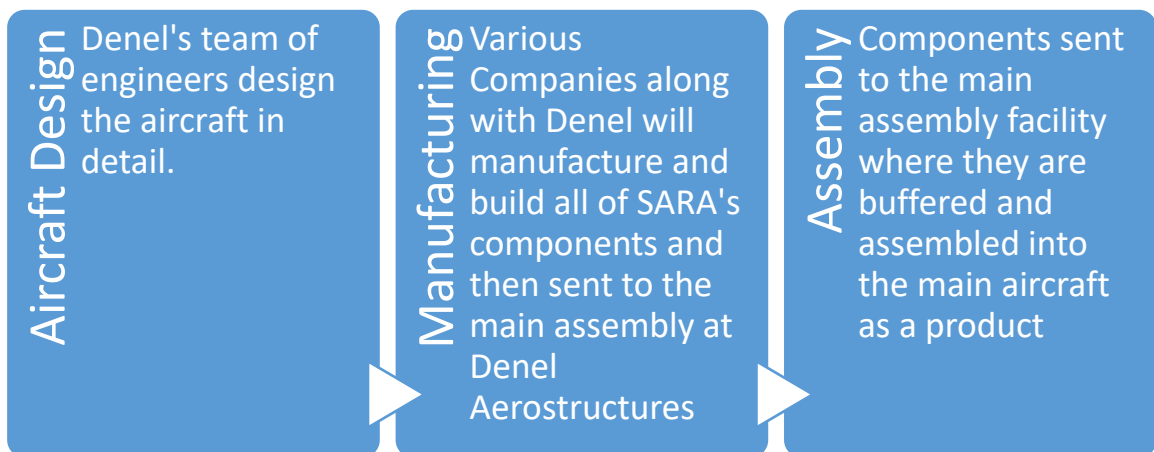 Aircraft Design
Denel's team of
engineers design
the aircraft in
detail.
Manufacturing
Various
Companies along
with Denel will
manufacture and
build all of SARA's
components and
then sent to the
main assembly at
Denel
Aerostructures
Assembly
Components sent
to the main
assembly facility
where they are
buffered and
assembled into
the main aircraft
as a product